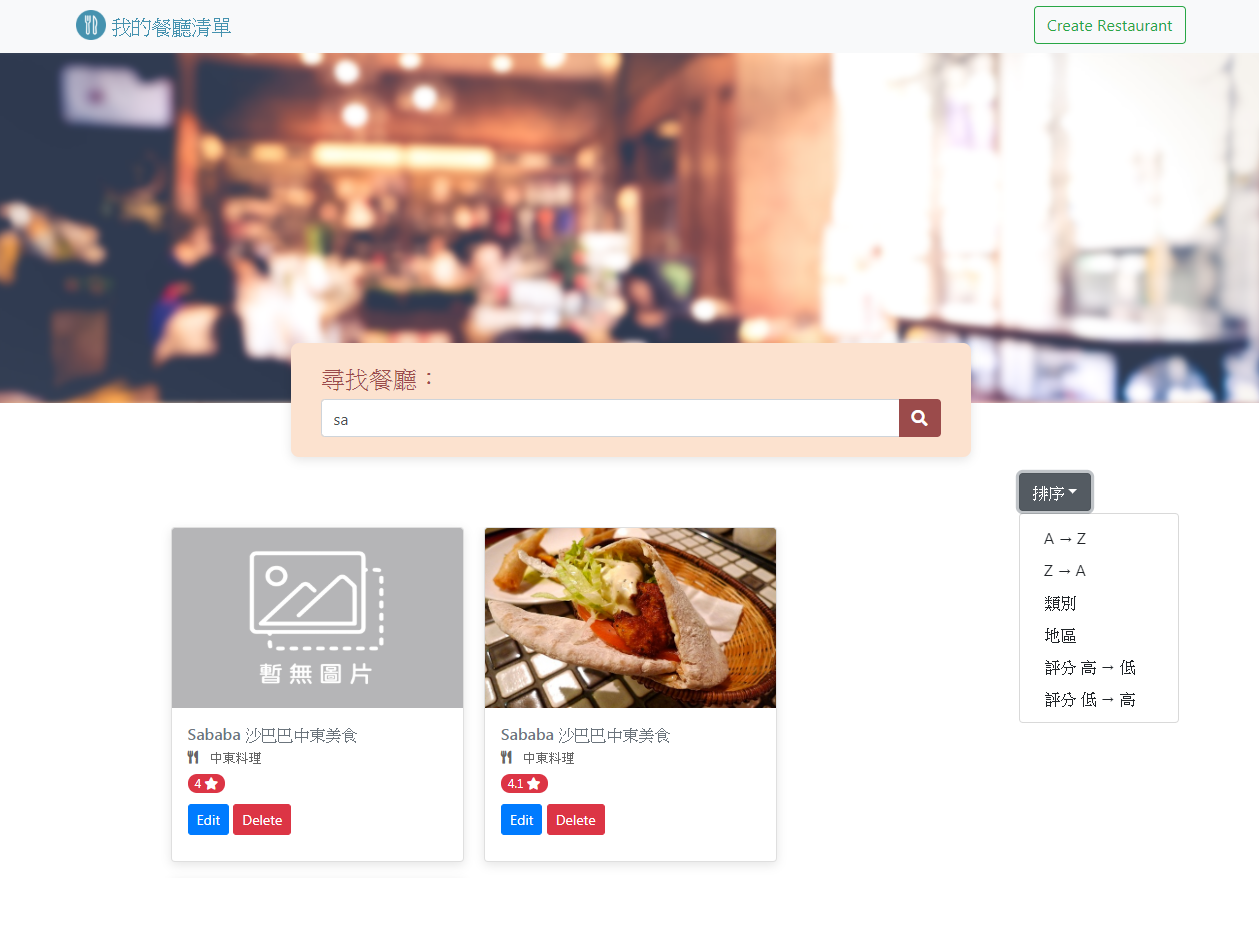 我的餐廳清單
Create Restaurant
尋找餐廳：
sa
排序
A → Z
Z → A
類別
地區
評分 高 → 低
評分 低 → 高
暫無圖片
Sababa 沙巴巴中東美食
中東料理
4
Edit Delete
Sababa 沙巴巴中東美食
中東料理
4.1
Edit Delete